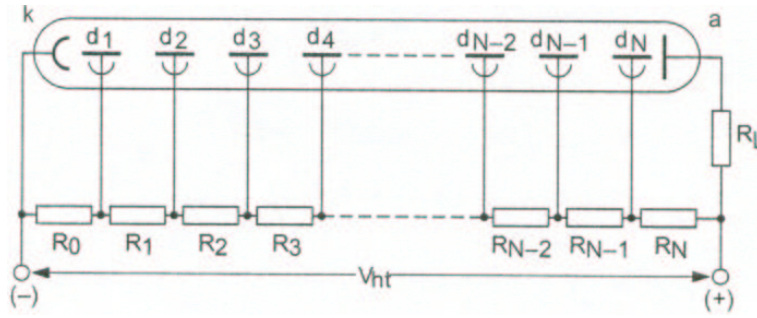 k a
d1 d2 d3 d4 dN–2 dN–1 dN
RL
R0 R1 R2 R3 RN–2 RN–1 RN
(–) Vht (+)